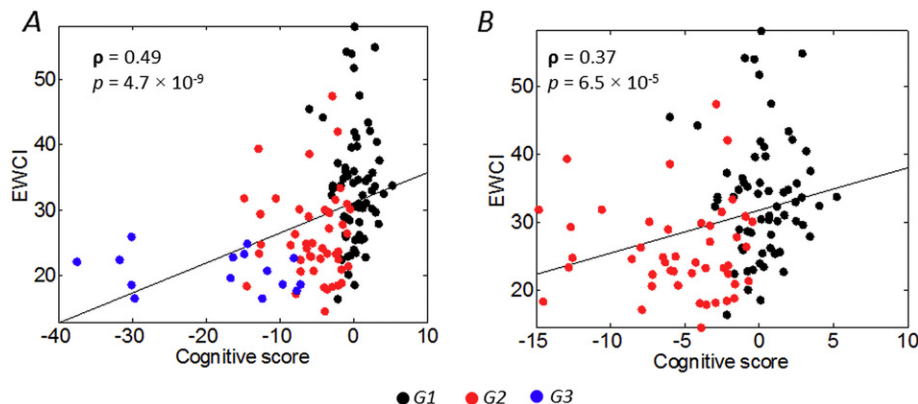 A
B
ρ = 0.49
p = 4.7 × 10-9
ρ = 0.37
p = 6.5 × 10-5
EWCI
50
40
30
20
-40
-30
-20
-10
0
10
Cognitive score
EWCI
50
40
30
20
-15
-10
-5
0
5
10
Cognitive score
G1 G2 G3